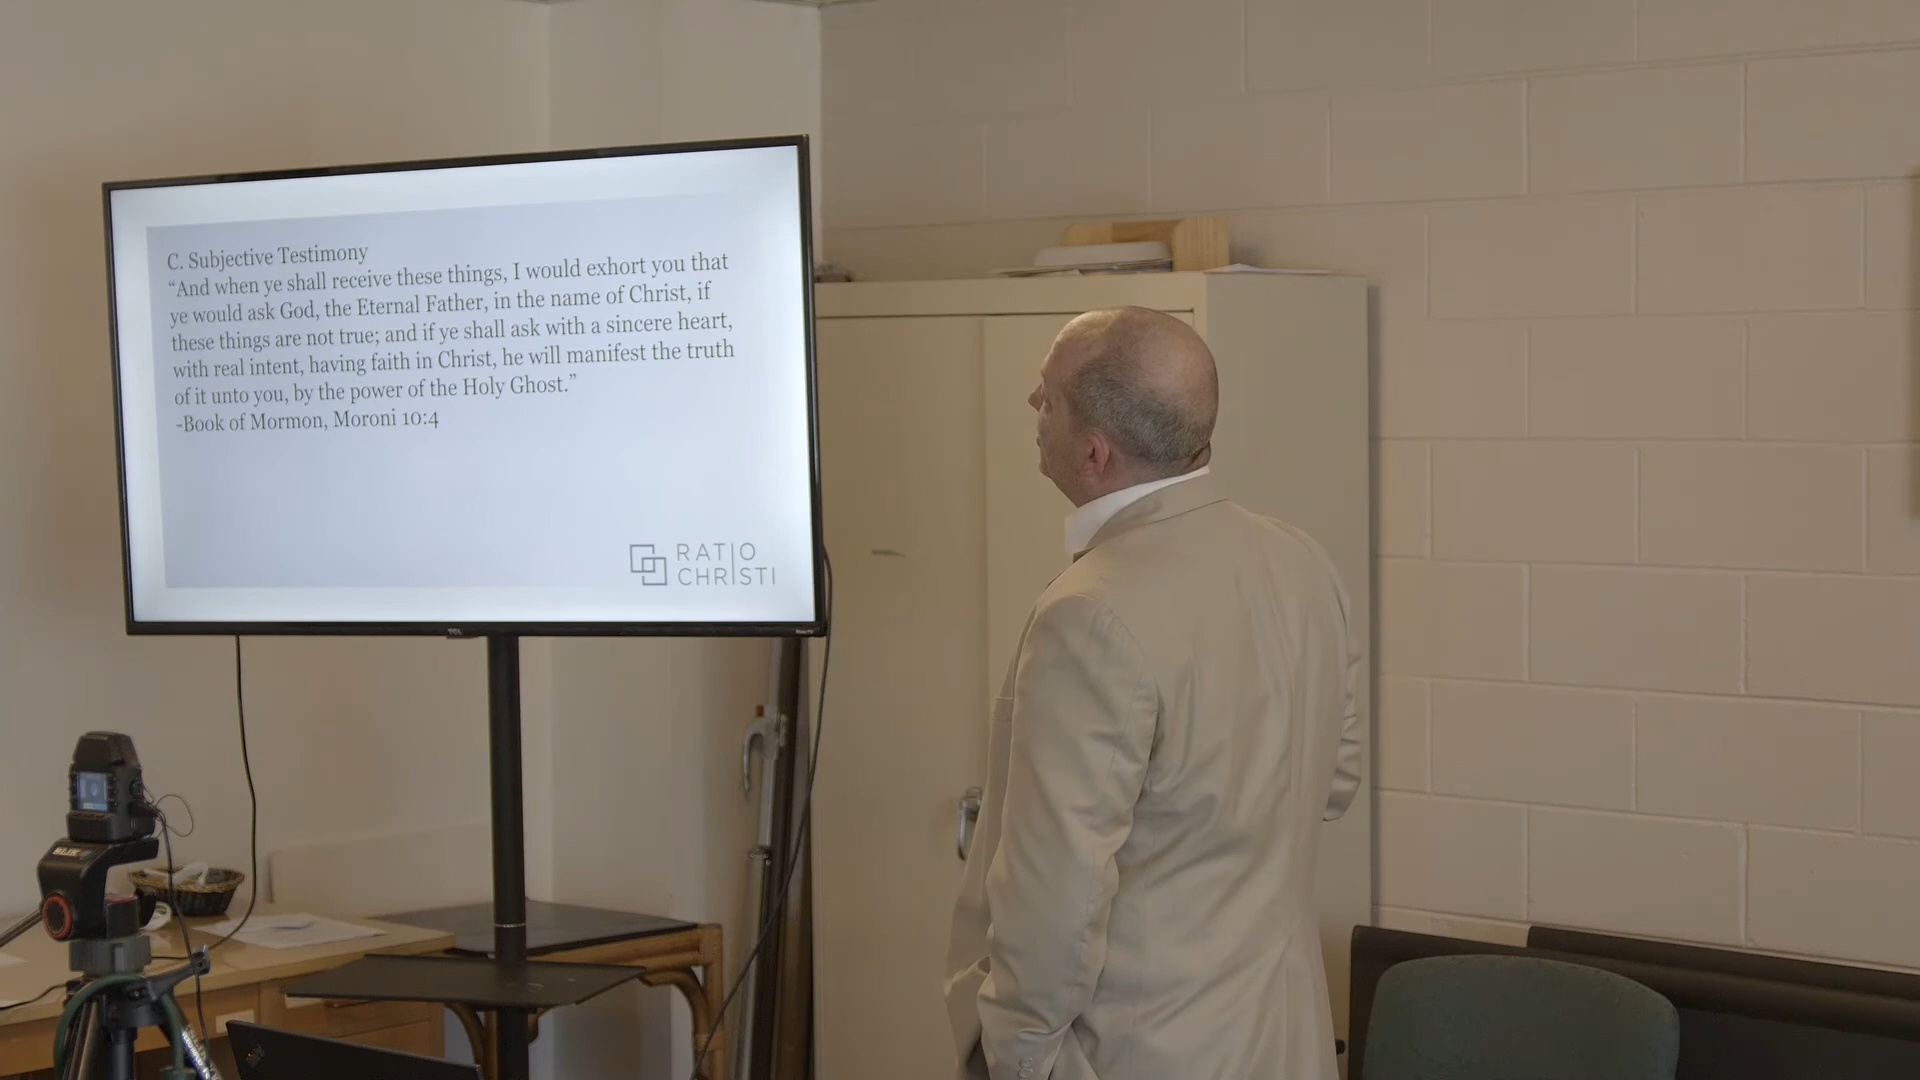 C. Subjective Testimony
“And when ye shall receive these things, I would exhort you that
ye would ask God, the Eternal Father, in the name of Christ, if
these things are not true; and if ye shall ask with a sincere heart,
with real intent, having faith in Christ, he will manifest the truth
of it unto you, by the power of the Holy Ghost.”
-Book of Mormon, Moroni 10:4
RATIO
CHRISTI
TCL